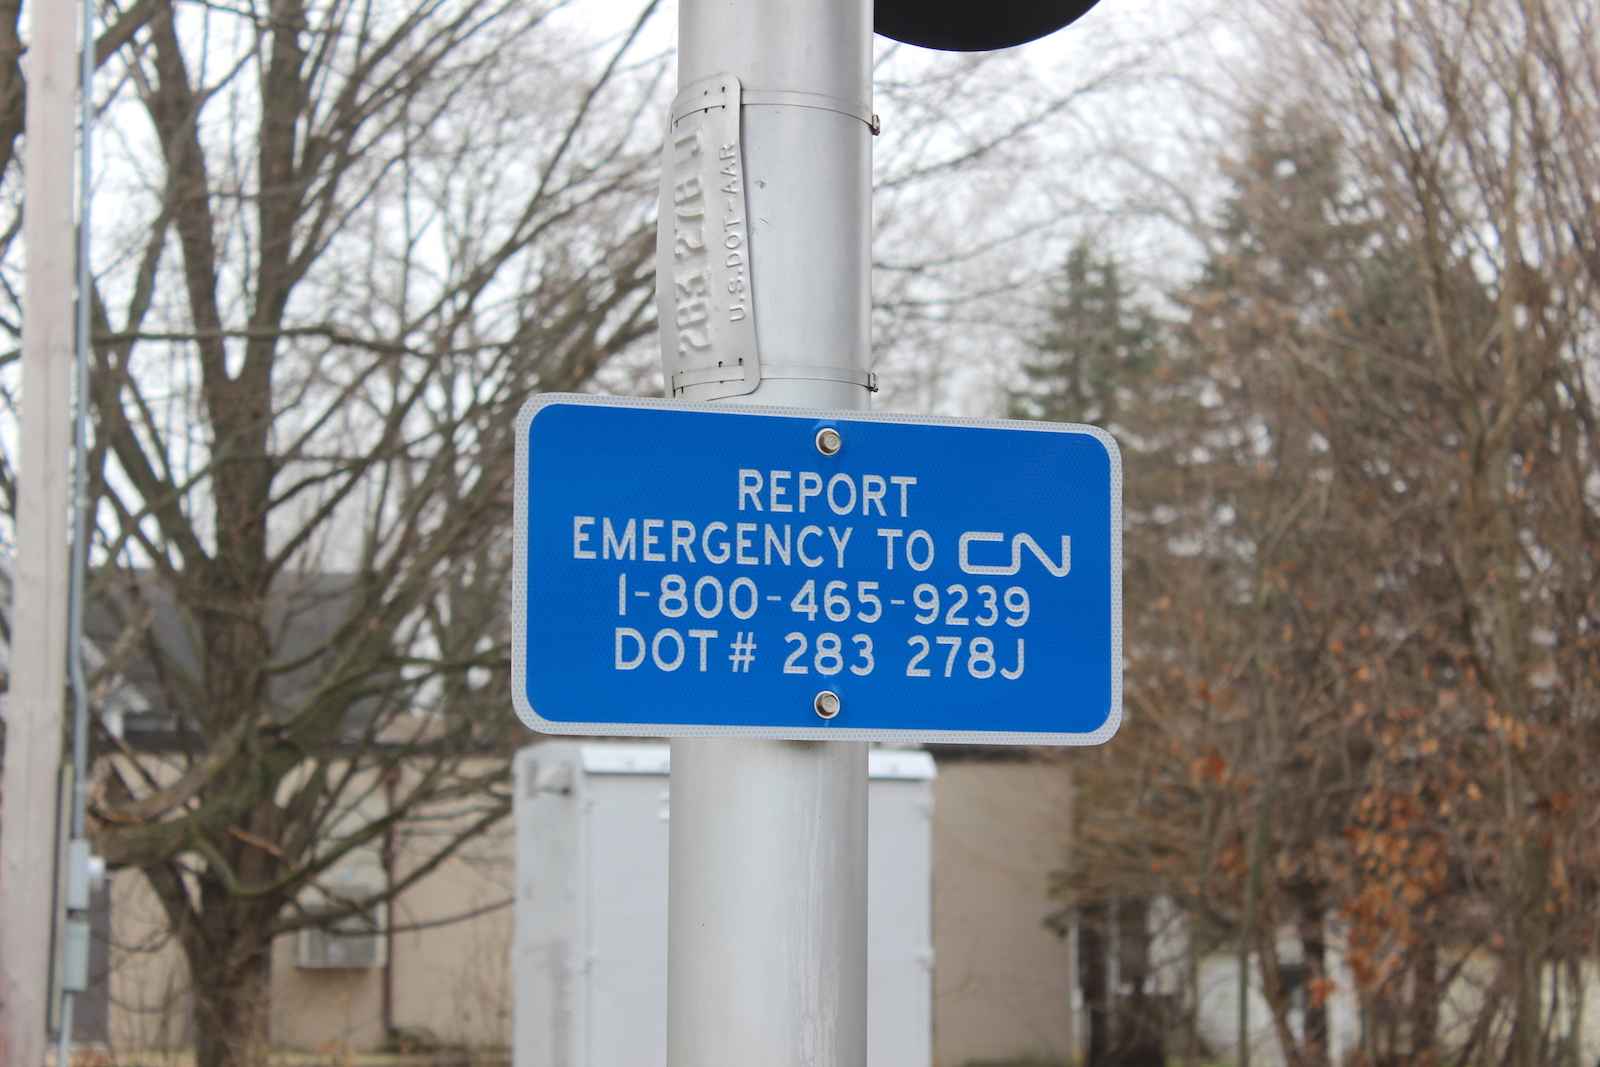 283 278J
U.S.DOT-AAR
REPORT
EMERGENCY TO CN
1-800-465-9239
DOT# 283 278J